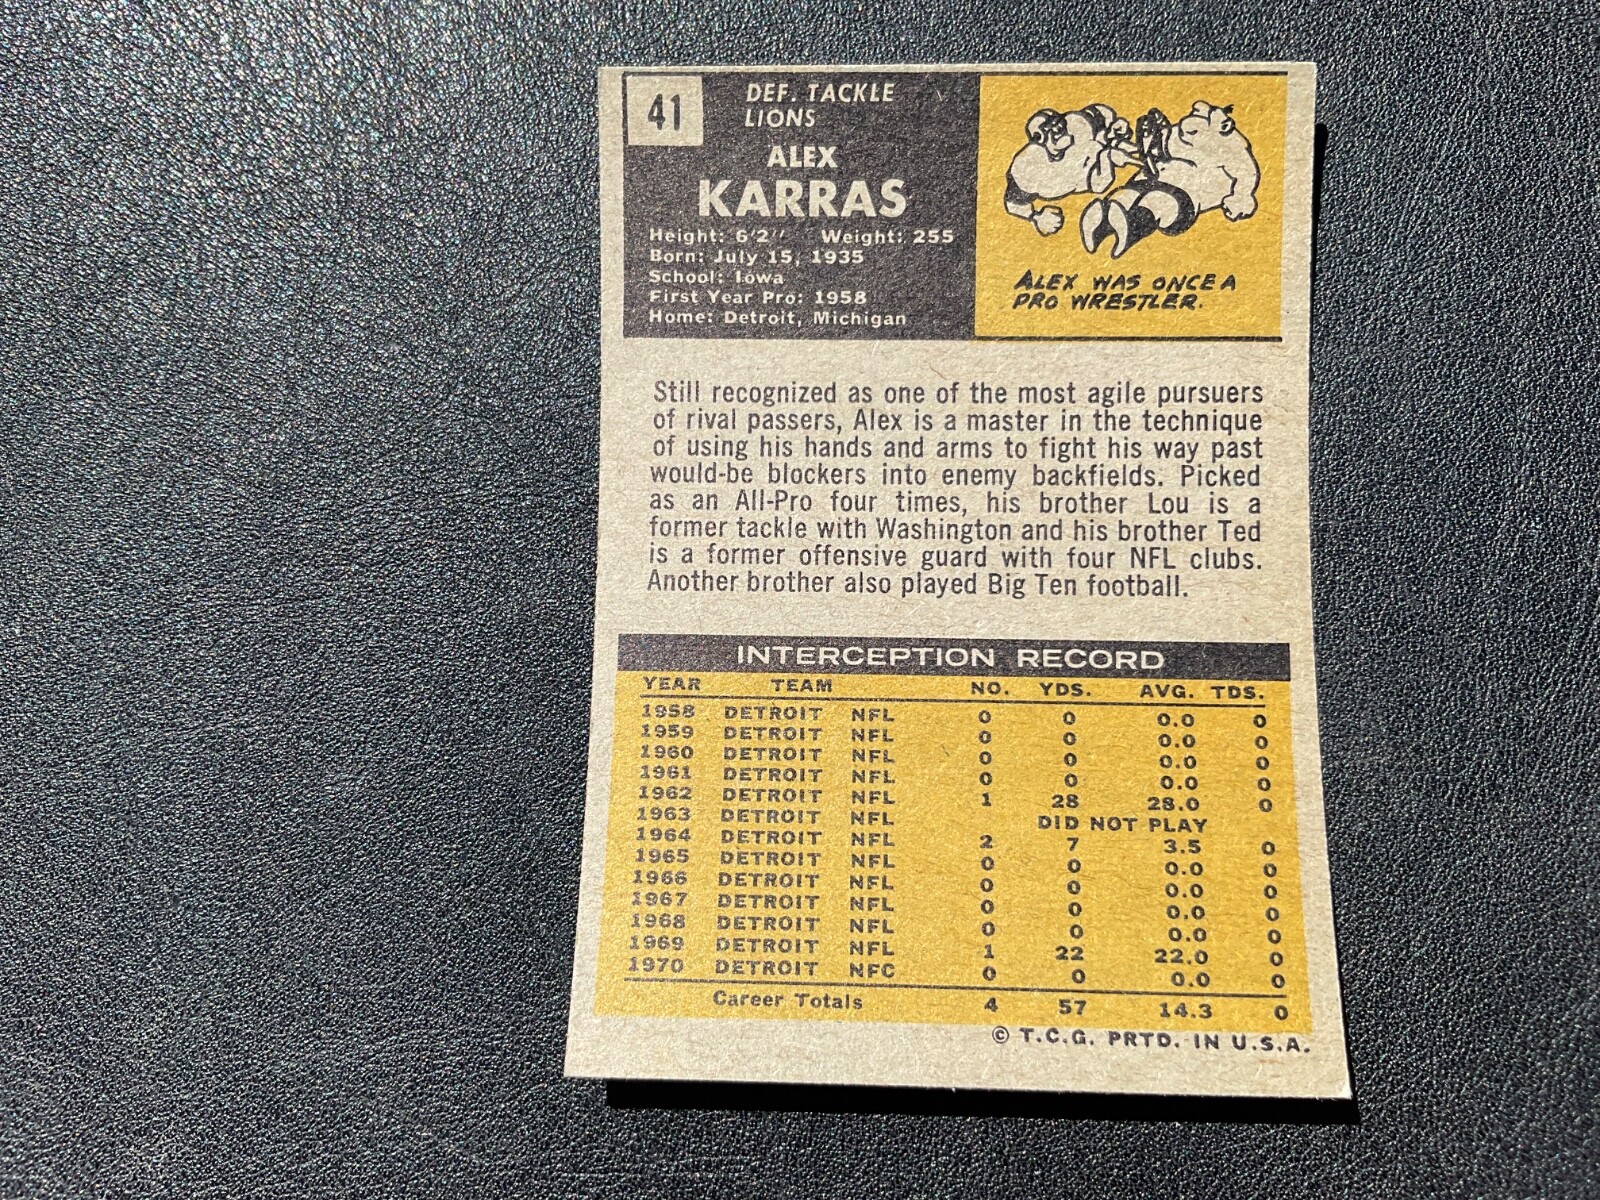 41
DEF. TACKLE
LIONS
ALEX
KARRAS
Height: 6'2" Weight: 255
Born: July 15, 1935
School: Iowa
First Year Pro: 1958
Home: Detroit, Michigan
ALEX WAS ONCE A
PRO WRESTLER.
Still recognized as one of the most agile pursuers
of rival passers, Alex is a master in the technique
of using his hands and arms to fight his way past
would-be blockers into enemy backfields. Picked
as an All-Pro four times, his brother Lou is a
former tackle with Washington and his brother Ted
is a former offensive guard with four NFL clubs.
Another brother also played Big Ten football.
INTERCEPTION RECORD
YEAR TEAM NO. YDS. AVG. TDS.
1958 DETROIT NFL 0 0 0.0 0
1959 DETROIT NFL 0 0 0.0 0
1960 DETROIT NFL 0 0 0.0 0
1961 DETROIT NFL 0 0 0.0 0
1962 DETROIT NFL 1 28 28.0 0
1963 DETROIT NFL DID NOT PLAY
1964 DETROIT NFL 2 7 3.5 0
1965 DETROIT NFL 0 0 0.0 0
1966 DETROIT NFL 0 0 0.0 0
1967 DETROIT NFL 0 0 0.0 0
1968 DETROIT NFL 0 0 0.0 0
1969 DETROIT NFL 1 22 22.0 0
1970 DETROIT NFC 0 0 0.0 0
Career Totals 4 57 14.3 0
© T.C.G. PRTD. IN U.S.A.